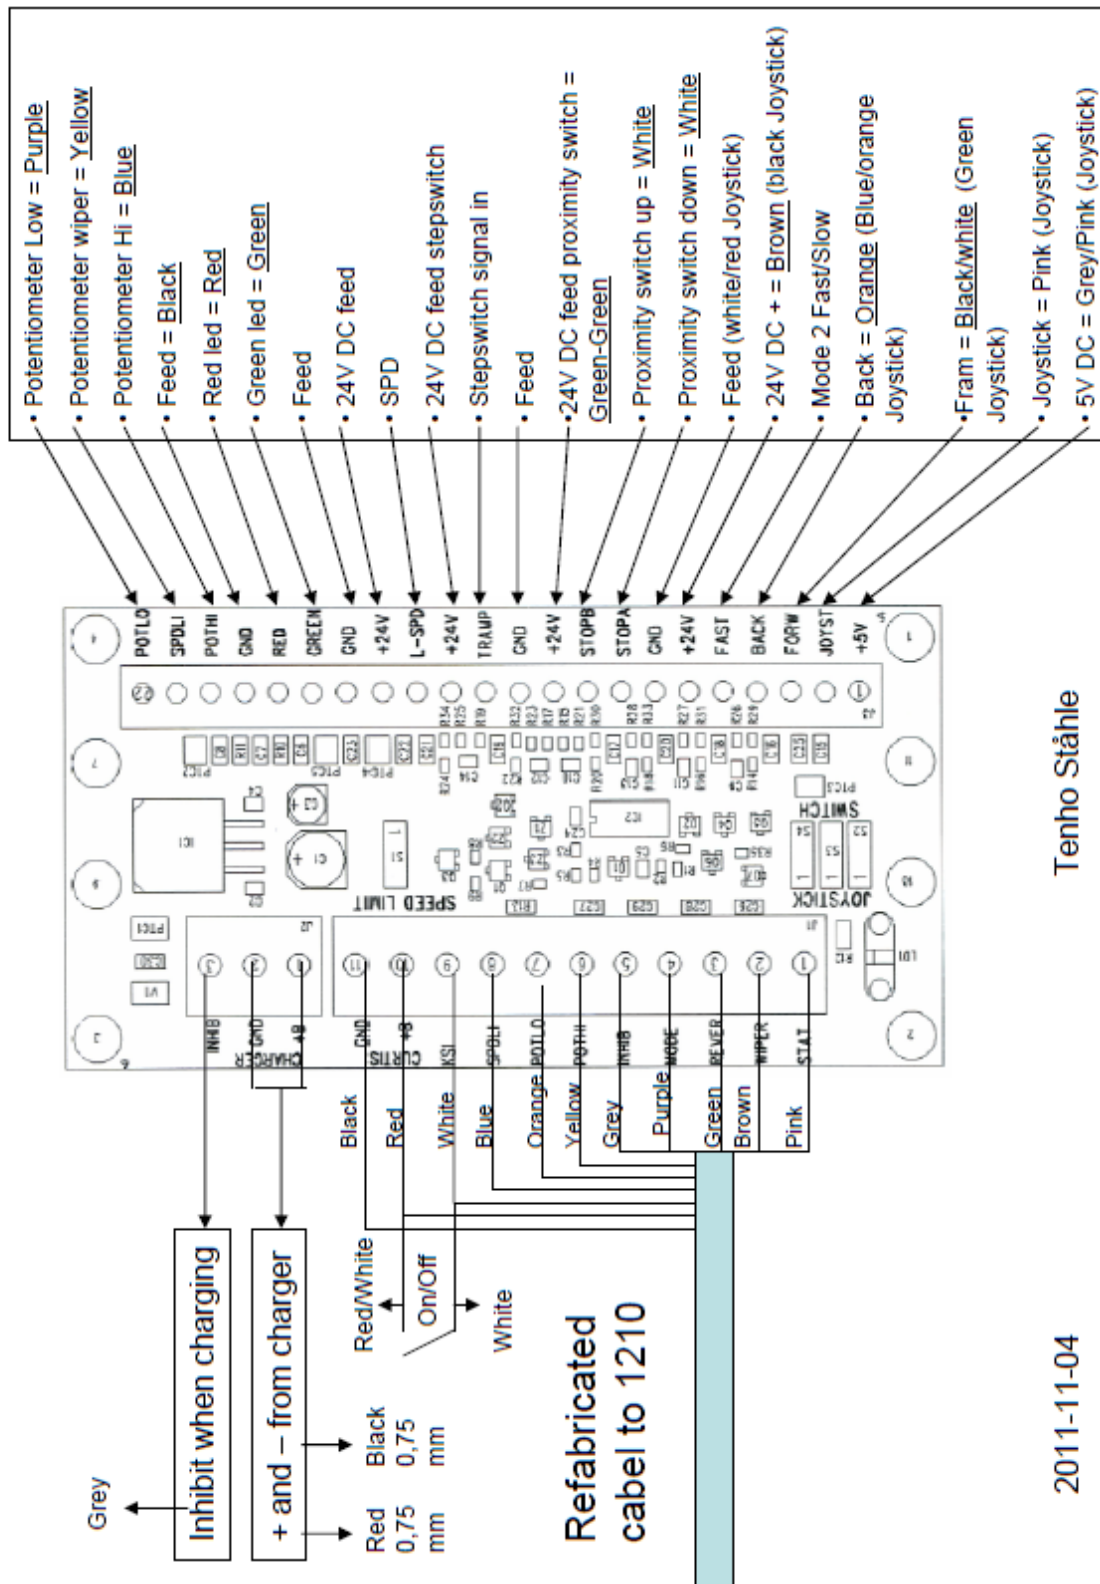 • Potentiometer Low = Purple
• Potentiometer wiper = Yellow
• Potentiometer Hi = Blue
• Feed = Black
• Red led = Red
• Green led = Green
• Feed
• 24V DC feed
• SPD
• 24V DC feed stepswitch
• Stepswitch signal in
• Feed
•24V DC feed proximity switch =
Green-Green
• Proximity switch up = White
• Proximity switch down = White
• Feed (white/red Joystick)
• 24V DC + = Brown (black Joystick)
• Mode 2 Fast/Slow
• Back = Orange (Blue/orange
Joystick)
•Fram = Black/white (Green
Joystick)
• Joystick = Pink (Joystick)
• 5V DC = Grey/Pink (Joystick)
POTLO
SPDLI
POTHI
GND
RED
GREEN
GND
+24V
L-SPD
+24V
TRAMP
GND
+24V
STOPB
STOPA
GND
+24V
FAST
BACK
FORW
JOYST
+5V
SPEED LIMIT
SWITCH
JOYSTICK
INHIB
GND
+B
CHARGER
GND
+B
CURTIS
KSI
SPDLI
POTLO
POTHI
INHIB
MODE
REVER
WIPER
STAT
Black
Red
White
Blue
Orange
Yellow
Grey
Purple
Green
Brown
Pink
Grey
Inhibit when charging
+ and – from charger
Red
0,75
mm
Black
0,75
mm
Red/White
On/Off
White
Refabricated
cabel to 1210
2011-11-04
Tenho Ståhle